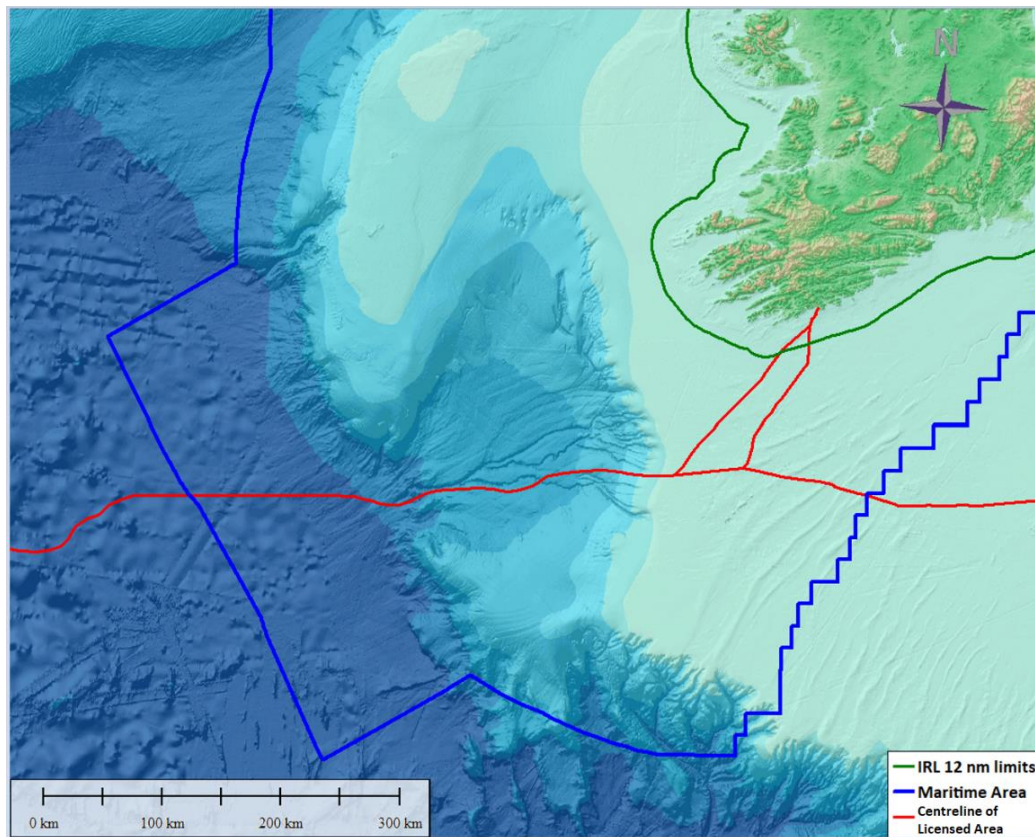 N
IRL 12 nm limits
Maritime Area
Centreline of
Licensed Area
0 km 100 km 200 km 300 km